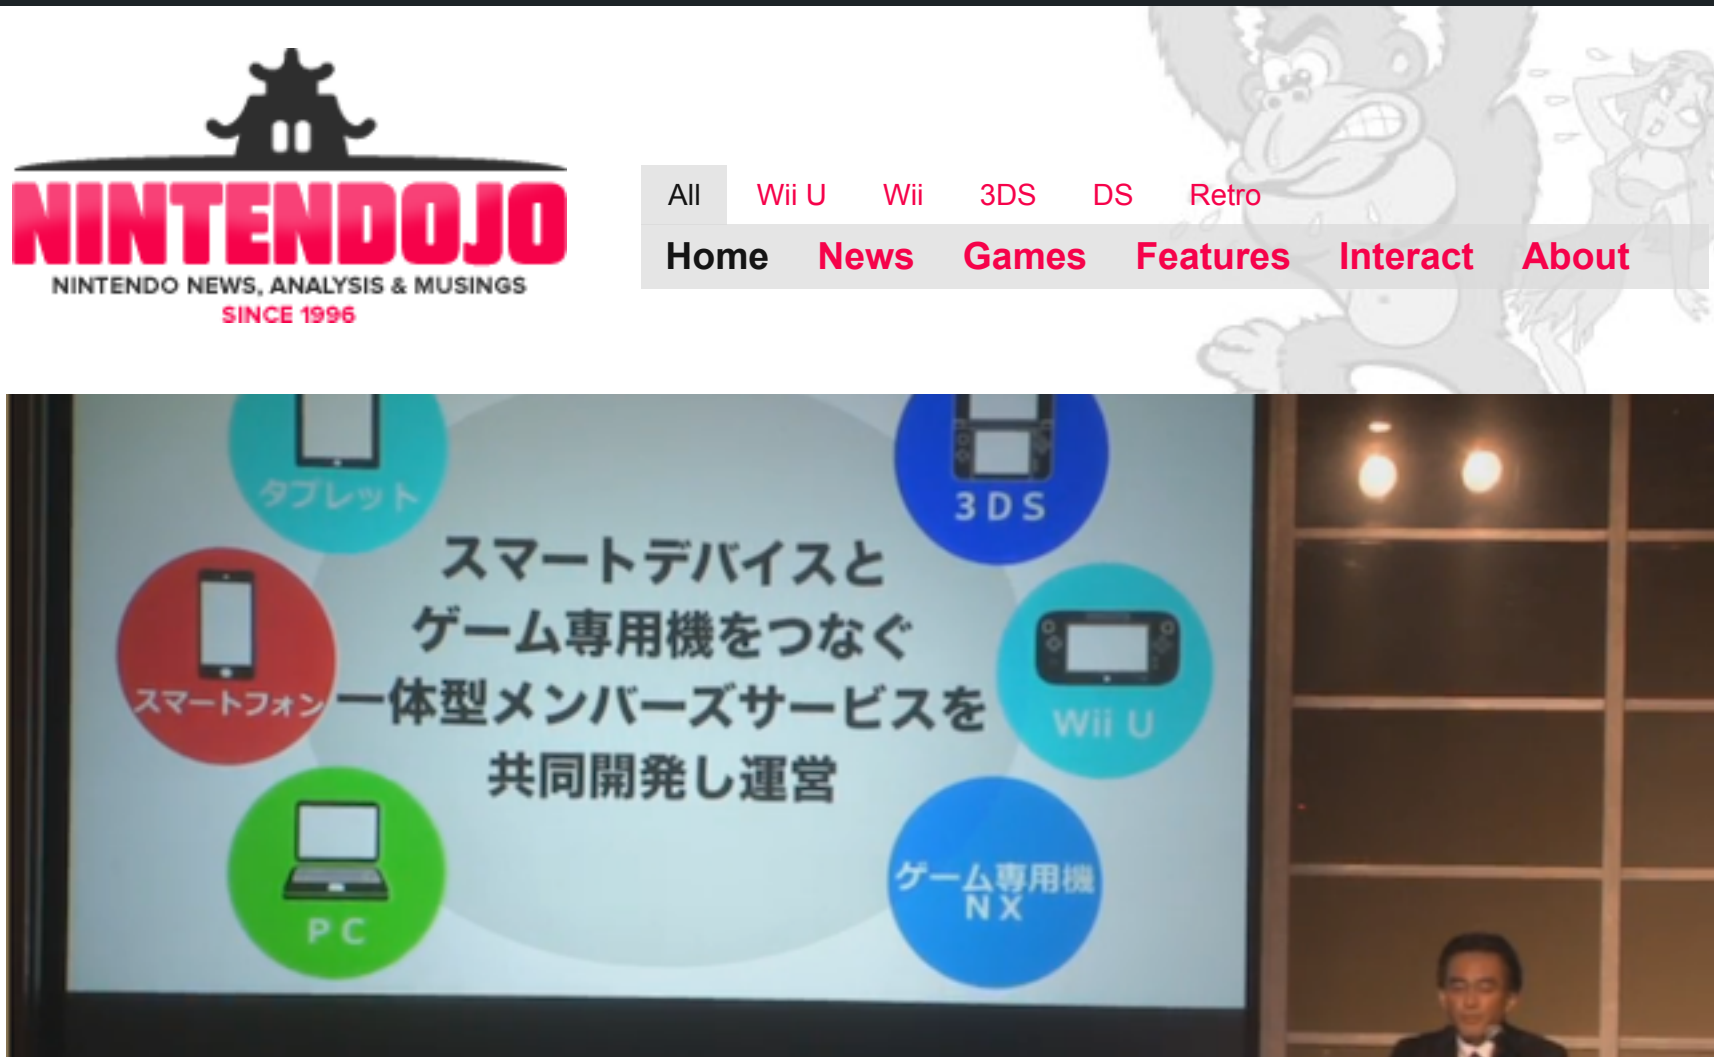 NINTENDOJO
NINTENDO NEWS, ANALYSIS & MUSINGS
SINCE 1996
All Wii U Wii 3DS DS Retro
Home News Games Features Interact About
タブレット
3DS
スマートデバイスと
ゲーム専用機をつなぐ
一体型メンバーズサービスを
共同開発し運営
スマートフォン
Wii U
PC
ゲーム専用機
NX